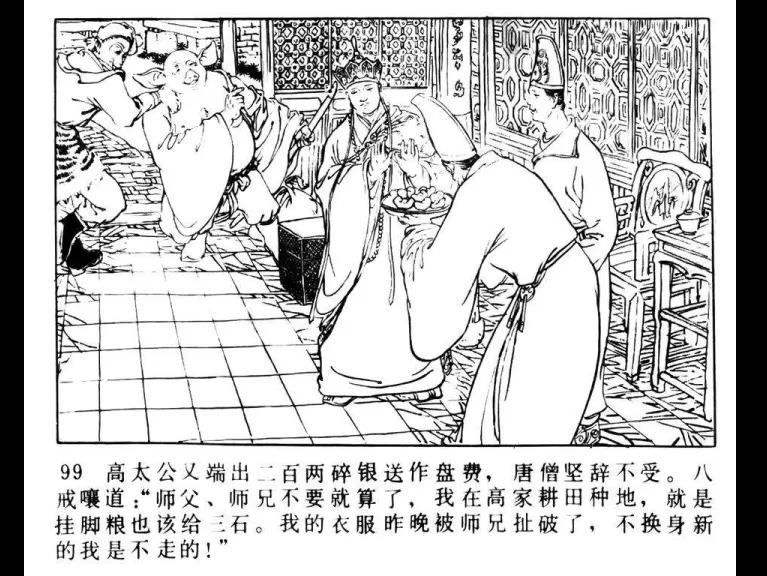 99 高太公又端出二百两碎银送作盘费，唐僧坚辞不受。八
戒嚷道：“师父、师兄不要就算了，我在高家耕田种地，就是
挂脚粮也该给三石。我的衣服昨晚被师兄扯破了，不换身新
的我是不走的！”